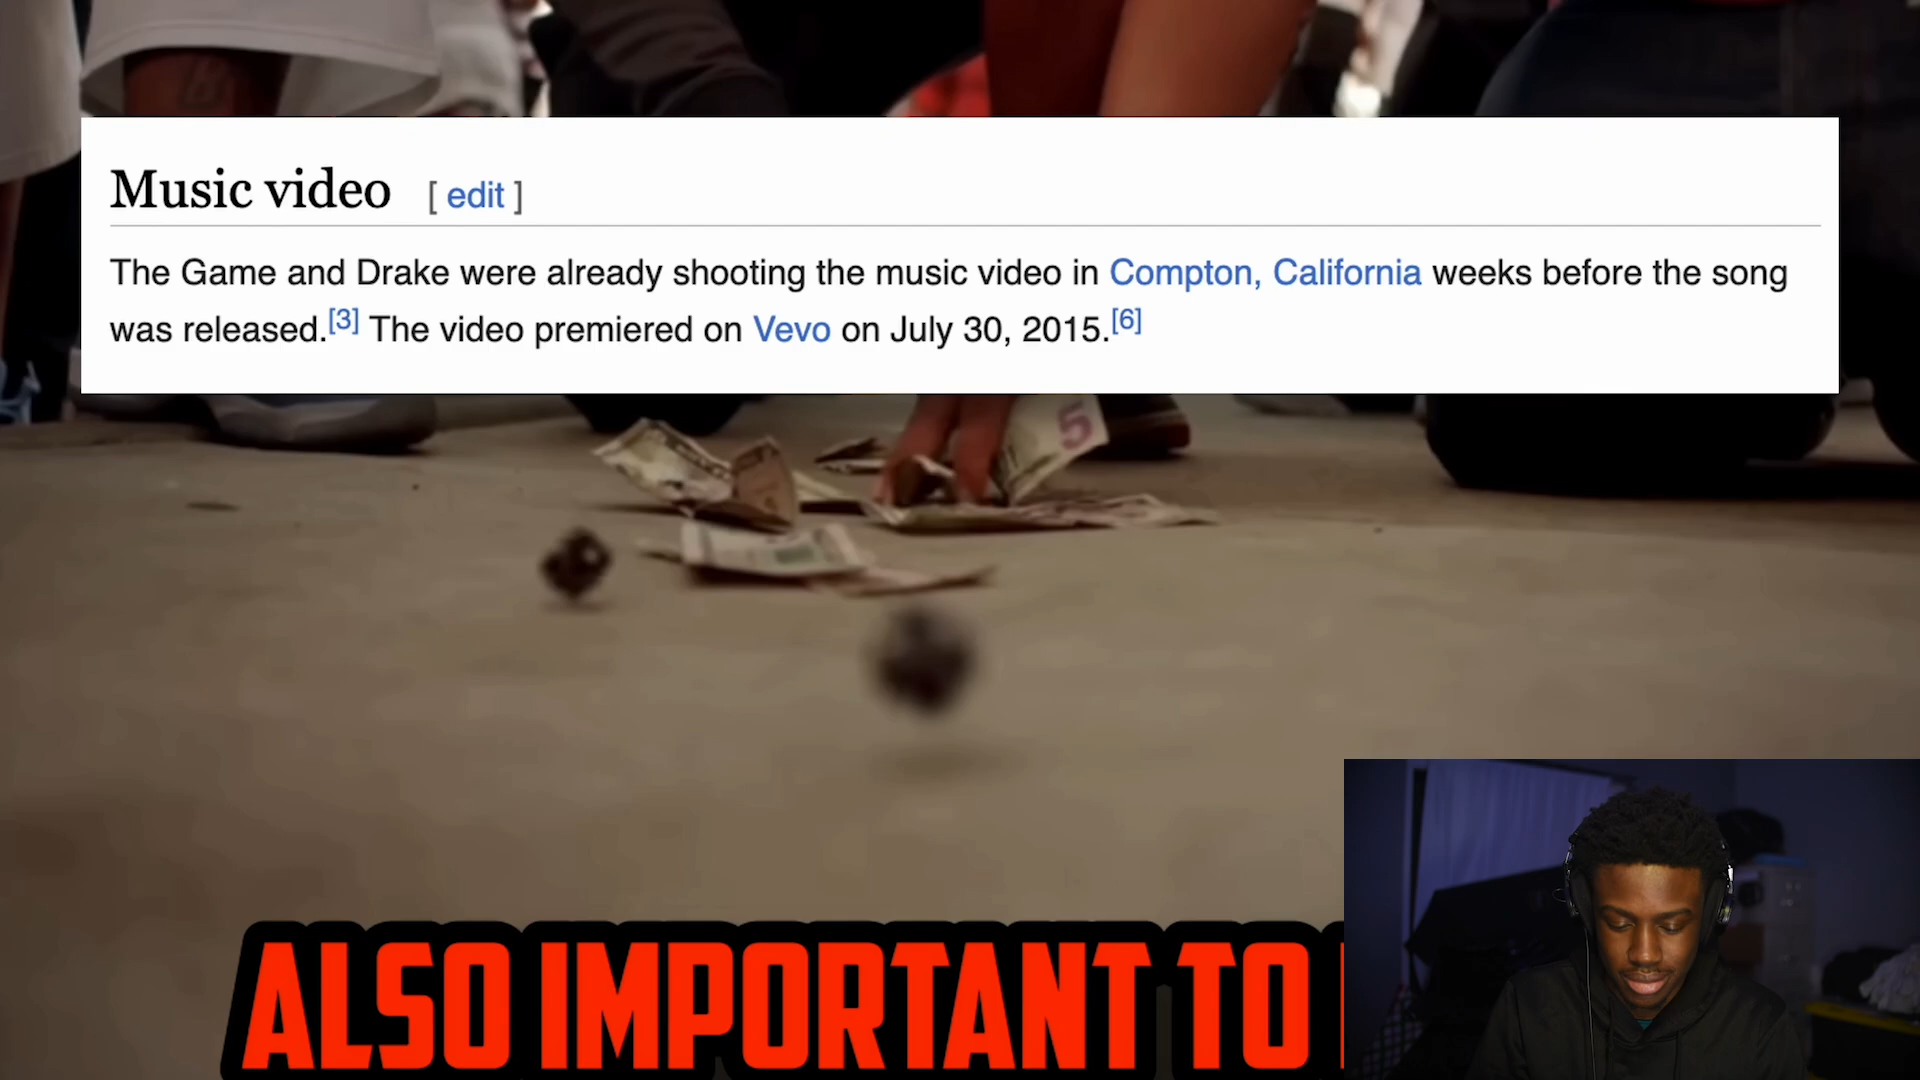 Music video [ edit ]
The Game and Drake were already shooting the music video in Compton, California weeks before the song
was released.[3] The video premiered on Vevo on July 30, 2015.[6]
5
ALSO IMPORTANT TO